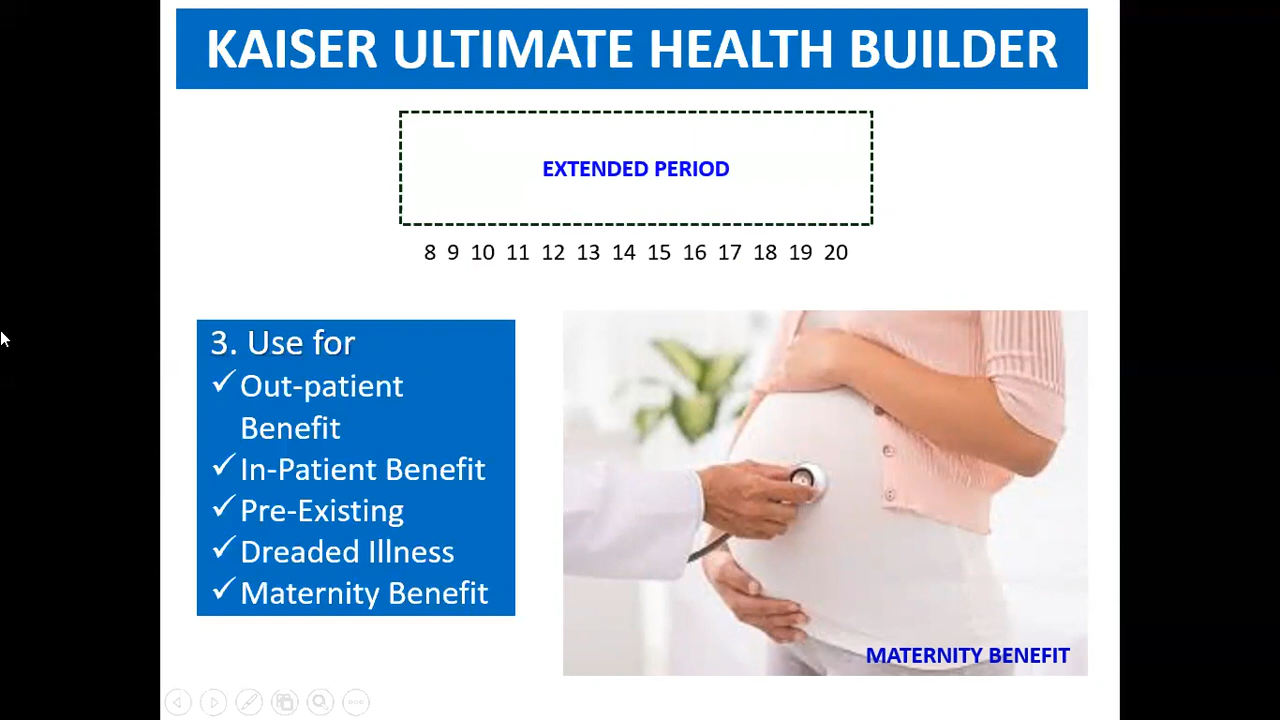 KAISER ULTIMATE HEALTH BUILDER
EXTENDED PERIOD
8 9 10 11 12 13 14 15 16 17 18 19 20
3. Use for
✓ Out-patient
Benefit
✓ In-Patient Benefit
✓ Pre-Existing
✓ Dreaded Illness
✓ Maternity Benefit
MATERNITY BENEFIT